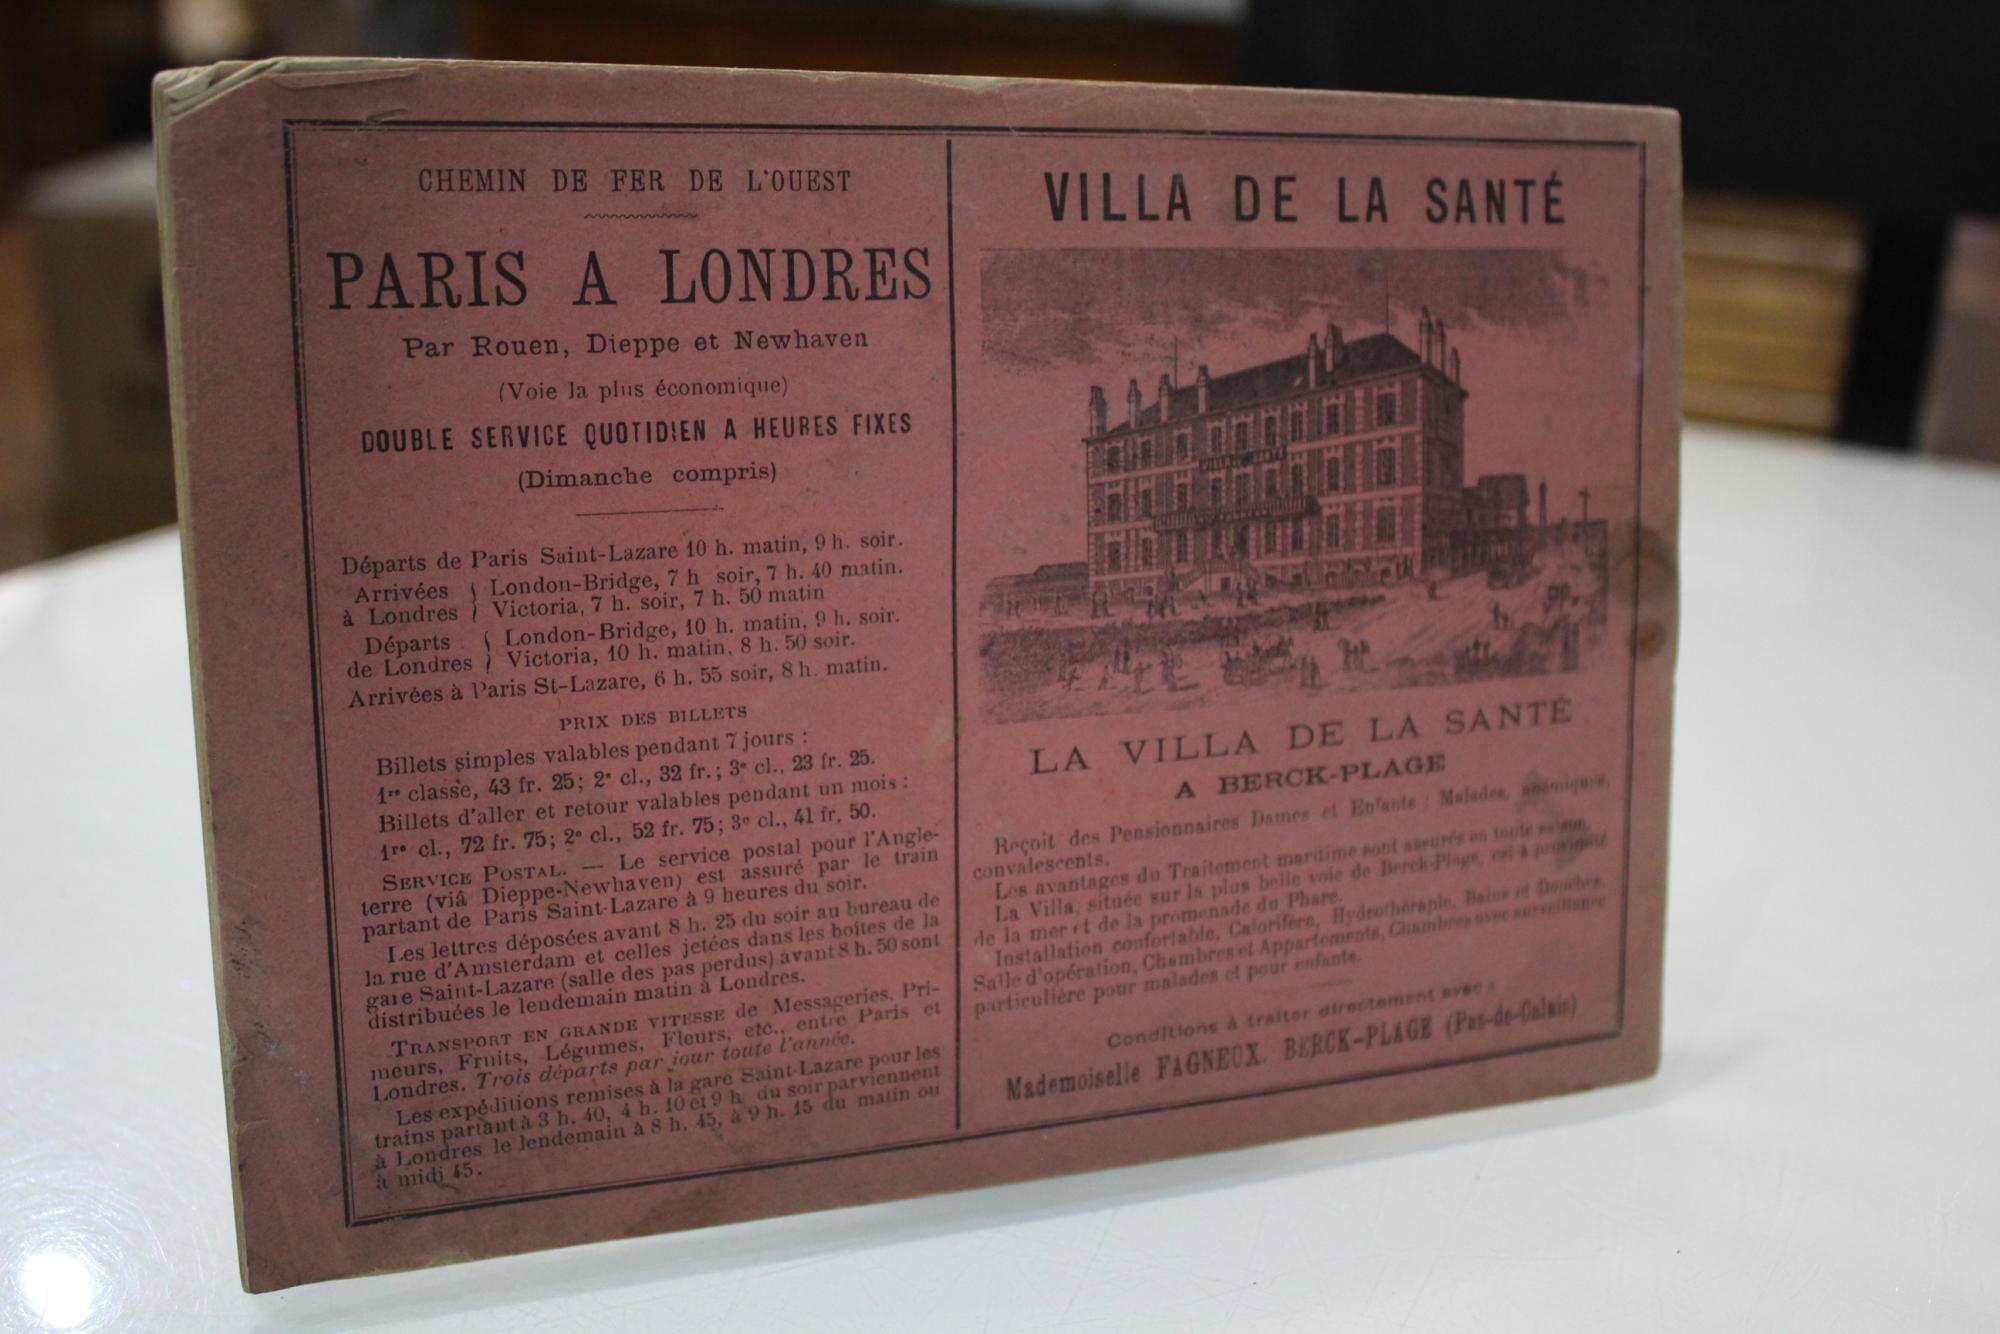 CHEMIN DE FER DE L'OUEST
PARIS A LONDRES
Par Rouen, Dieppe et Newhaven
(Voie la plus économique)
DOUBLE SERVICE QUOTIDIEN A HEURES FIXES
(Dimanche compris)
Départs de Paris Saint-Lazare 10 h. matin, 9 h. soir.
Arrivées { London-Bridge, 7 h soir, 7 h. 40 matin.
à Londres } Victoria, 7 h. soir, 7 h. 50 matin
Départs { London-Bridge, 10 h. matin, 9 h. soir.
de Londres } Victoria, 10 h. matin, 8 h. 50 soir.
Arrivées à Paris St-Lazare, 6 h. 55 soir, 8 h. matin.
PRIX DES BILLETS
Billets simples valables pendant 7 jours :
1re classe, 43 fr. 25; 2e cl., 32 fr.; 3e cl., 23 fr. 25.
Billets d'aller et retour valables pendant un mois :
1re cl., 72 fr. 75; 2e cl., 52 fr. 75; 3e cl., 41 fr. 50.
SERVICE POSTAL. — Le service postal pour l'Angle-
terre (viâ Dieppe-Newhaven) est assuré par le train
partant de Paris Saint-Lazare à 9 heures du soir.
Les lettres déposées avant 8 h. 25 du soir au bureau de
la rue d'Amsterdam et celles jetées dans les boîtes de la
gare Saint-Lazare (salle des pas perdus) avant 8 h. 50 sont
distribuées le lendemain matin à Londres.
TRANSPORT EN GRANDE VITESSE de Messageries, Pri-
meurs, Fruits, Légumes, Fleurs, etc., entre Paris et
Londres. Trois départs par jour toute l'année.
Les expéditions remises à la gare Saint-Lazare pour les
trains partant à 3 h. 40, 4 h. 10 et 9 h. du soir parviennent
à Londres le lendemain à 8 h. 45, à 9 h. 15 du matin ou
à midi 45.
VILLA DE LA SANTÉ
VILLA DE LA SANTÉ
LA VILLA DE LA SANTÉ
A BERCK-PLAGE
Reçoit des Pensionnaires Dames et Enfants : Malades, anémiques,
convalescents.
Les avantages du Traitement maritime sont assurés en toute saison.
La Villa, située sur la plus belle voie de Berck-Plage, est à proximité
de la mer et de la promenade du Phare.
Installation confortable, Calorifère, Hydrothérapie, Bains et Douches,
Salle d'opération, Chambres et Appartements, Chambres avec surveillance
particulière pour malades et pour enfants.
Conditions à traiter directement avec :
Mademoiselle FAGNEUX, BERCK-PLAGE (Pas-de-Calais)